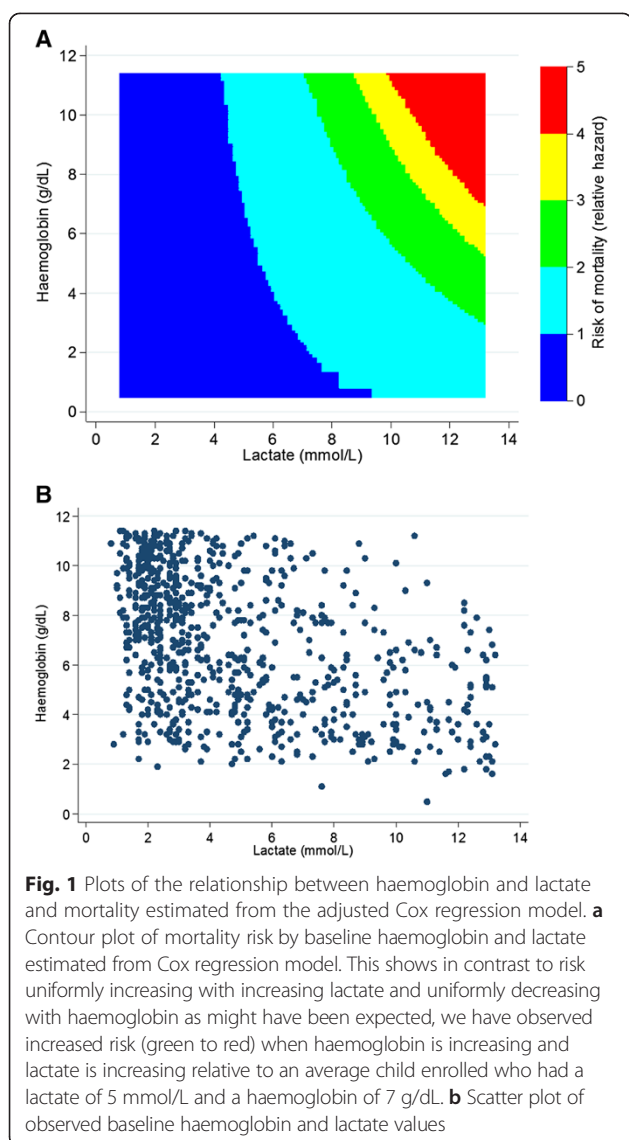 A
12
10
8
6
4
2
0
Haemoglobin (g/dL)
0 2 4 6 8 10 12 14
Lactate (mmol/L)
5
4
3
2
1
0
Risk of mortality (relative hazard)
B
12
10
8
6
4
2
0
Haemoglobin (g/dL)
0 2 4 6 8 10 12 14
Lactate (mmol/L)
Fig. 1 Plots of the relationship between haemoglobin and lactate
and mortality estimated from the adjusted Cox regression model. a
Contour plot of mortality risk by baseline haemoglobin and lactate
estimated from Cox regression model. This shows in contrast to risk
uniformly increasing with increasing lactate and uniformly decreasing
with haemoglobin as might have been expected, we have observed
increased risk (green to red) when haemoglobin is increasing and
lactate is increasing relative to an average child enrolled who had a
lactate of 5 mmol/L and a haemoglobin of 7 g/dL. b Scatter plot of
observed baseline haemoglobin and lactate values